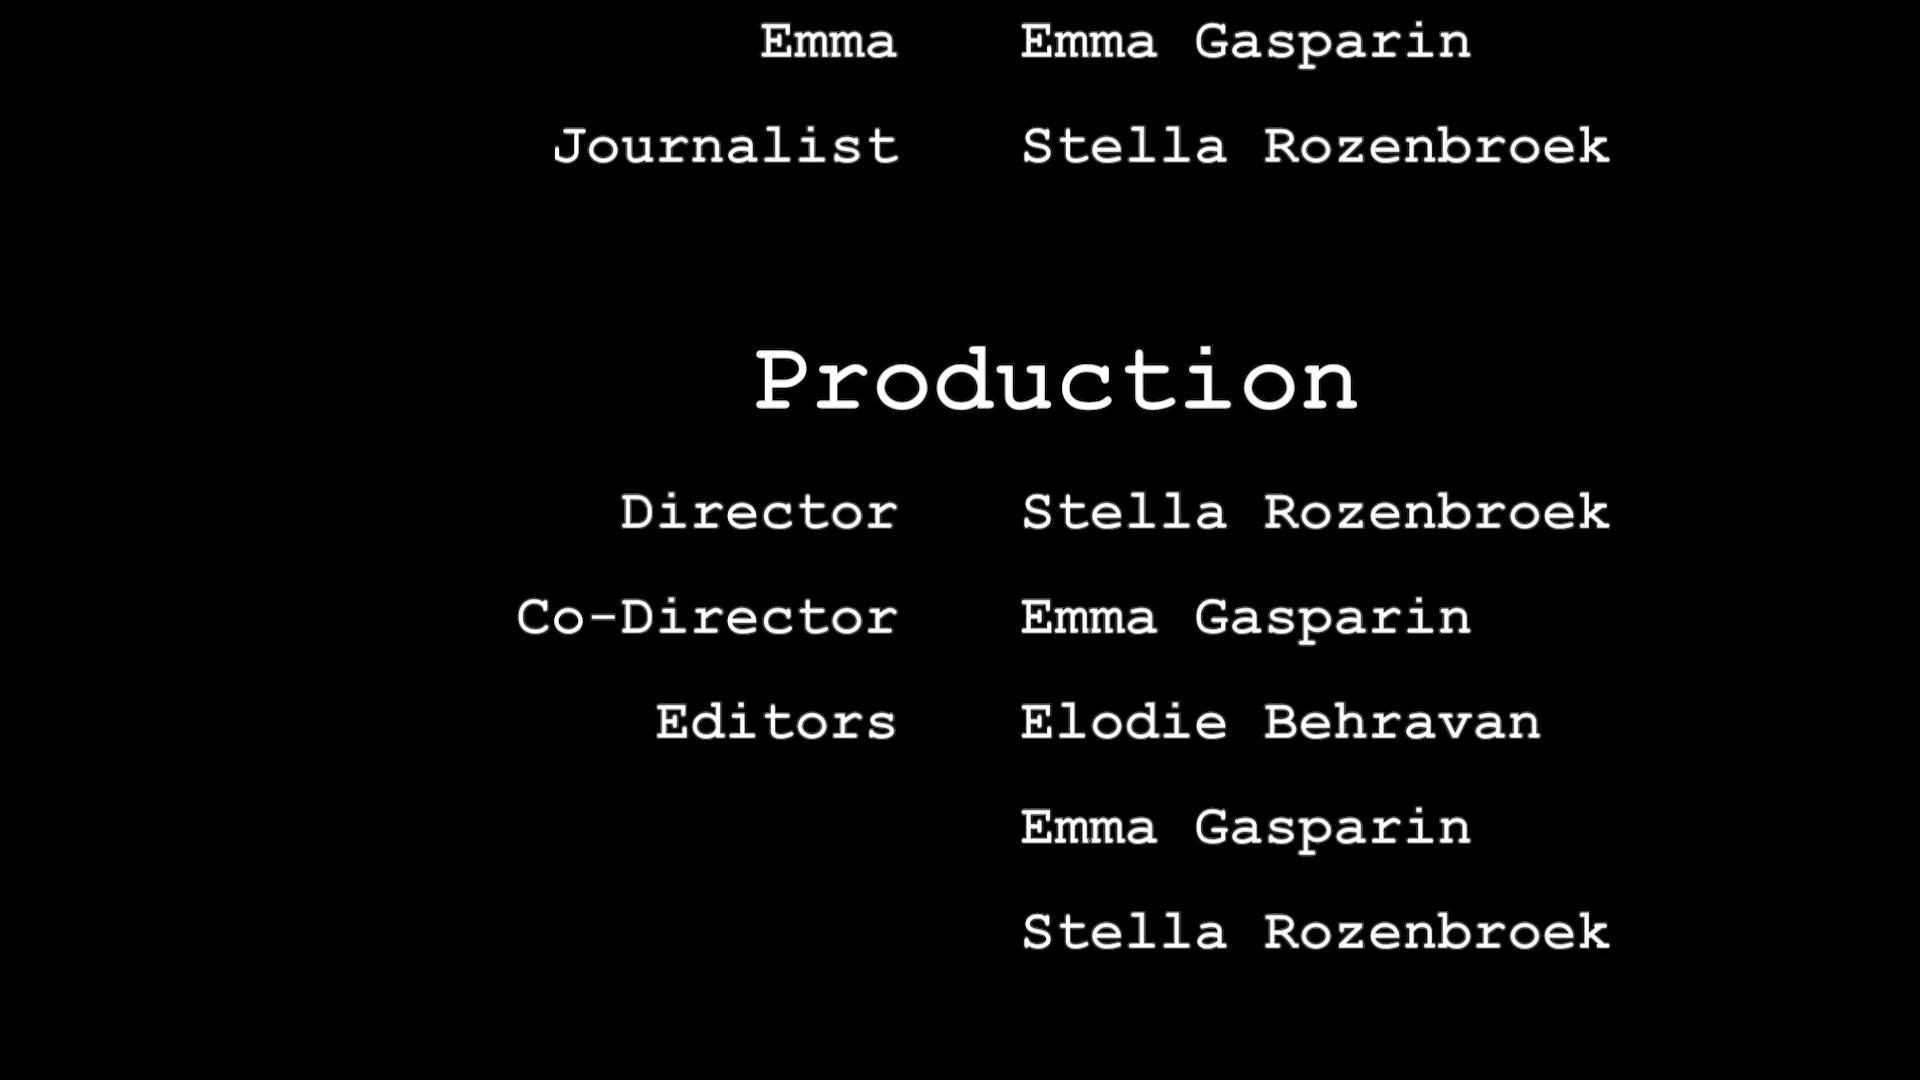 Emma Emma Gasparin
Journalist Stella Rozenbroek
Production
Director Stella Rozenbroek
Co-Director Emma Gasparin
Editors Elodie Behravan
Emma Gasparin
Stella Rozenbroek